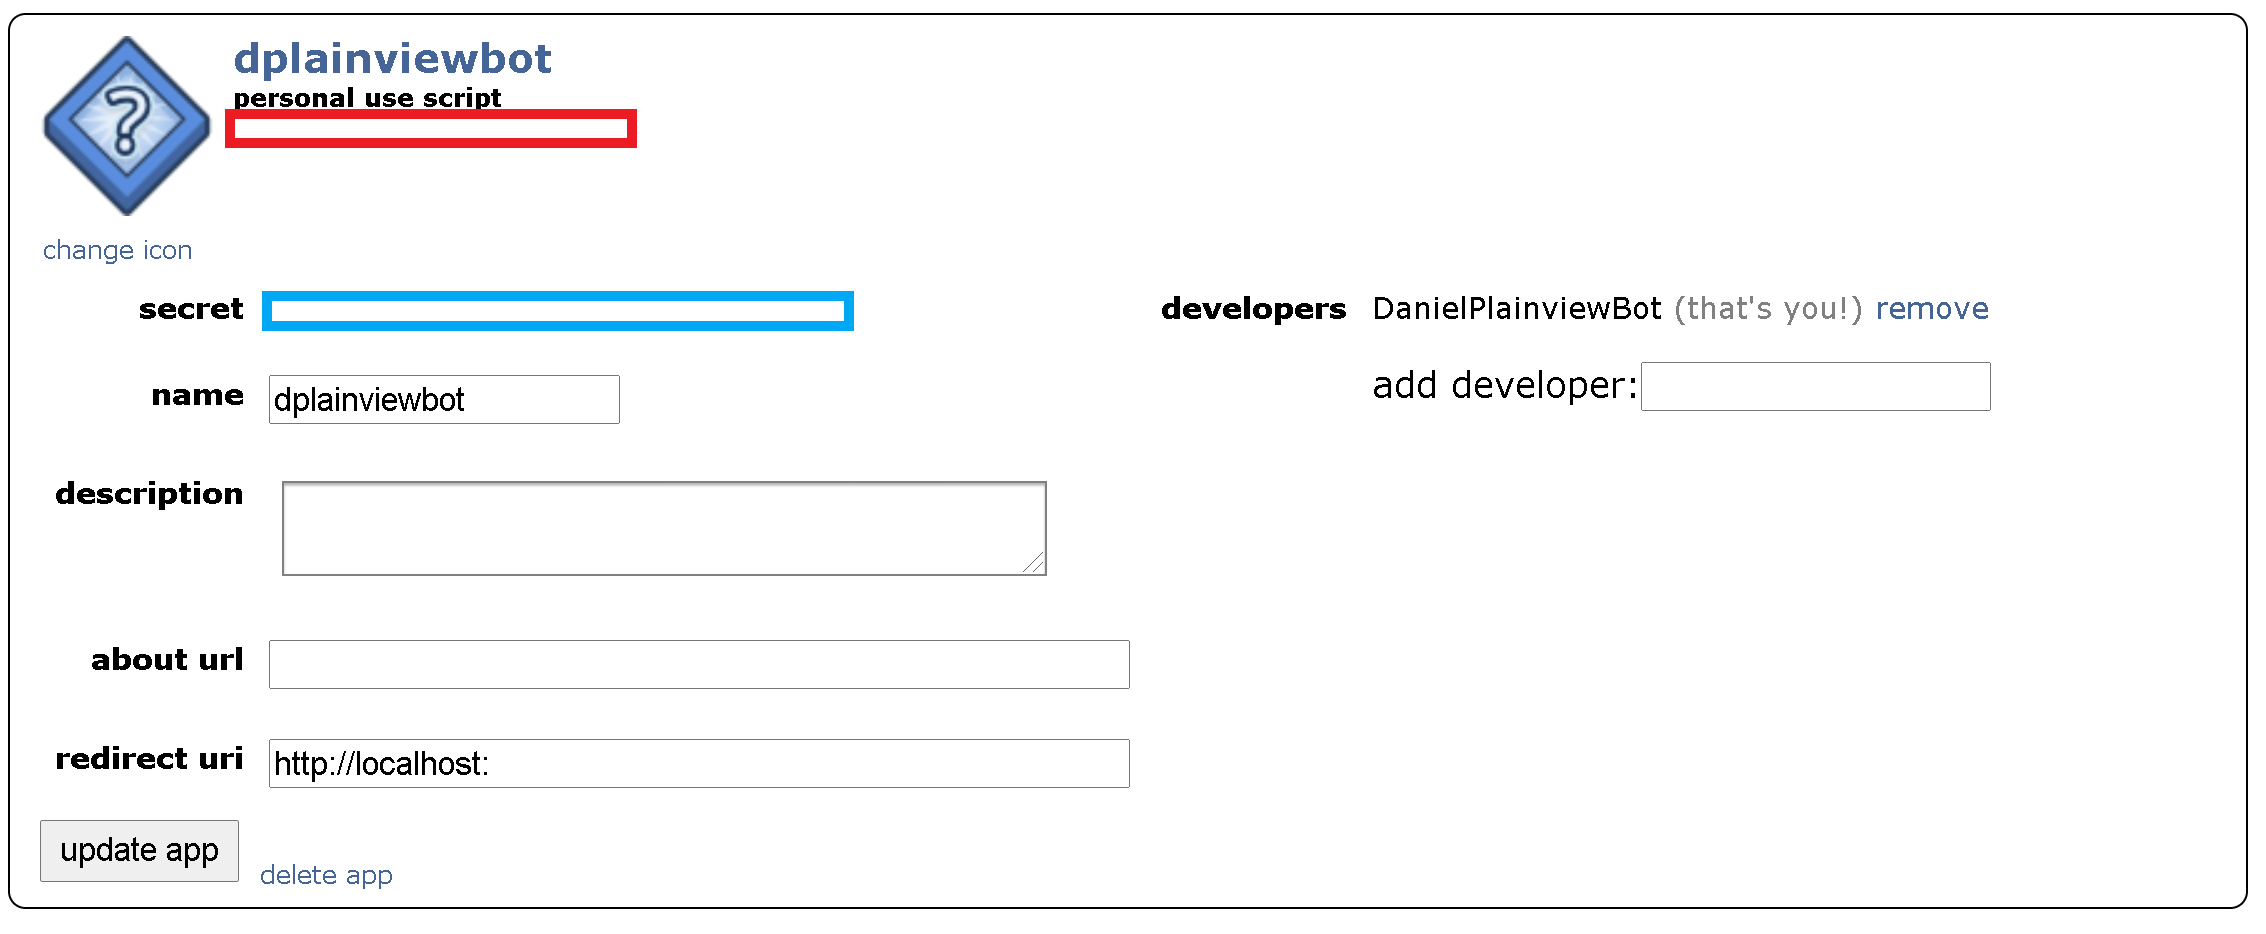 dplainviewbot
personal use script
change icon
secret
developers DanielPlainviewBot (that's you!) remove
name dplainviewbot
add developer:
description
about url
redirect uri http://localhost:
update app
delete app